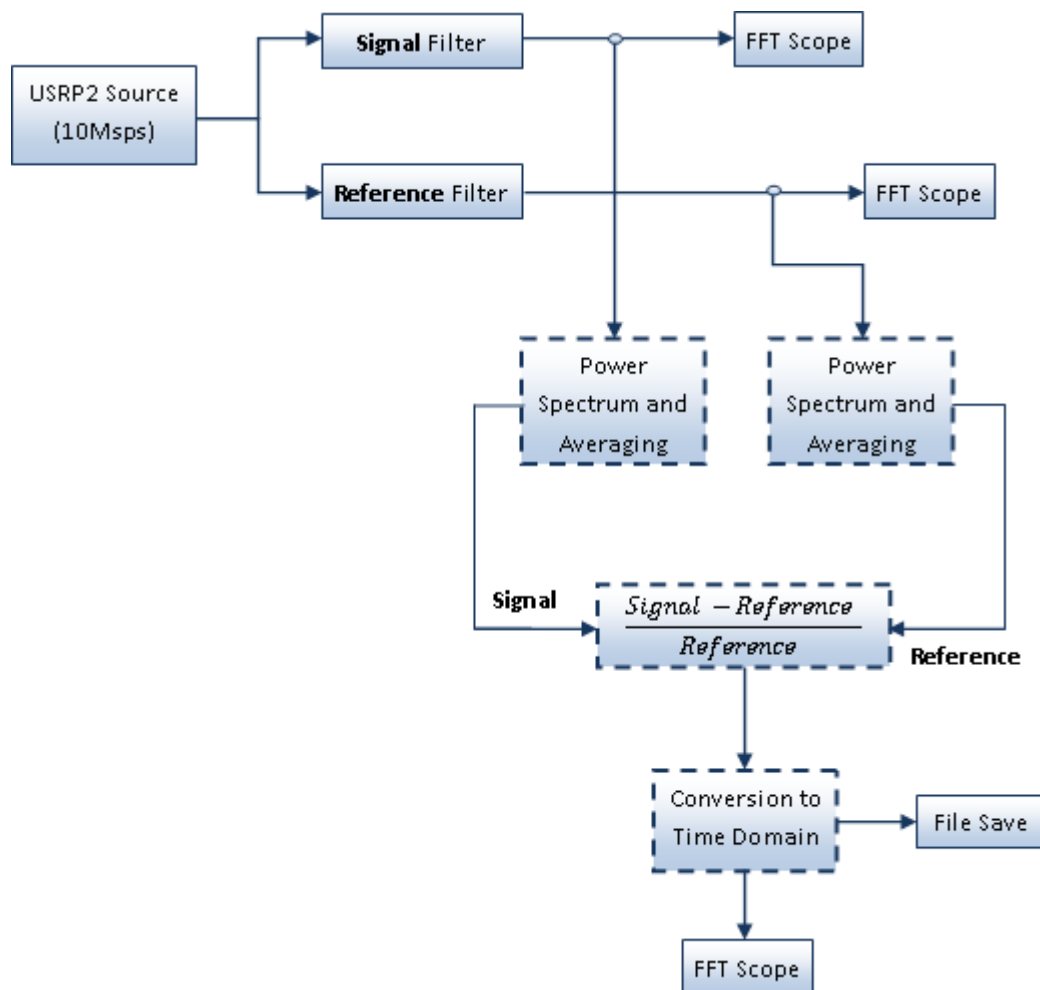 Signal Filter
FFT Scope
USRP2 Source
(10Msps)
Reference Filter
FFT Scope
Power
Spectrum and
Averaging
Power
Spectrum and
Averaging
Signal
Signal - Reference
Reference
Reference
Conversion to
Time Domain
File Save
FFT Scope